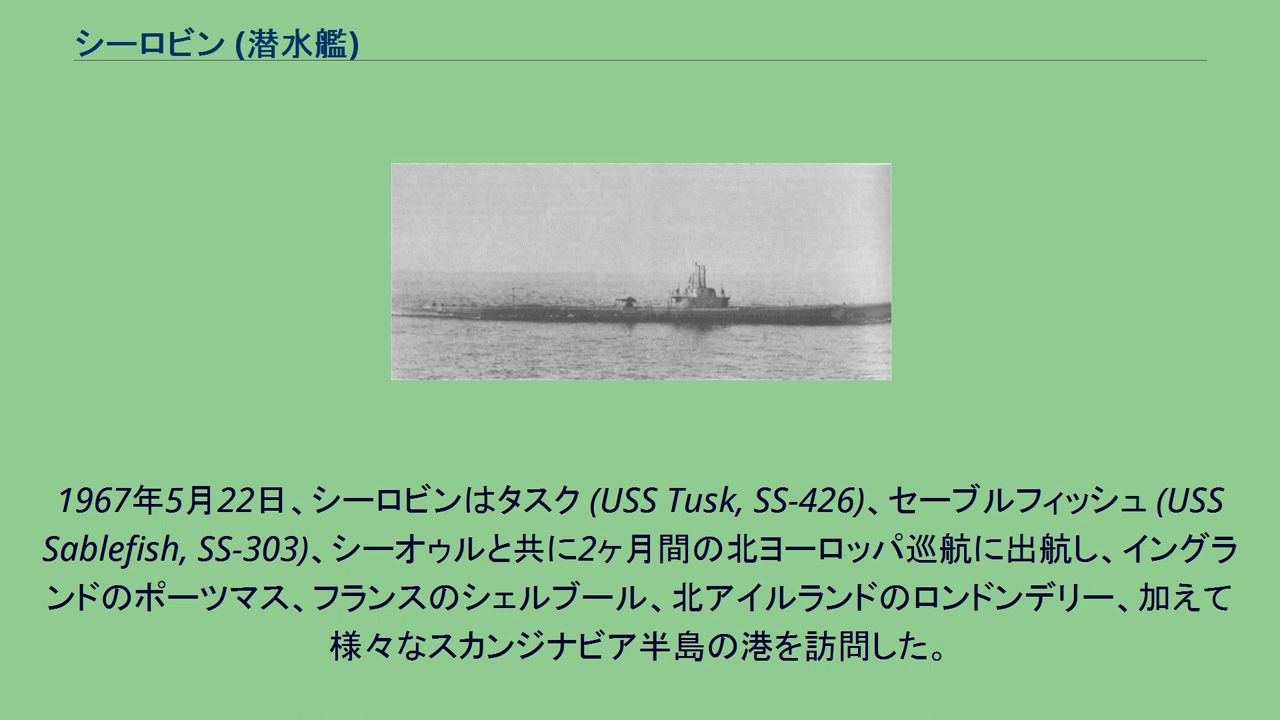 シーロビン (潜水艦)
1967年5月22日、シーロビンはタスク (USS Tusk, SS-426)、セーブルフィッシュ (USS
Sablefish, SS-303)、シーオゥルと共に2ヶ月間の北ヨーロッパ巡航に出航し、イングラ
ンドのポーツマス、フランスのシェルブール、北アイルランドのロンドンデリー、加えて
様々なスカンジナビア半島の港を訪問した。